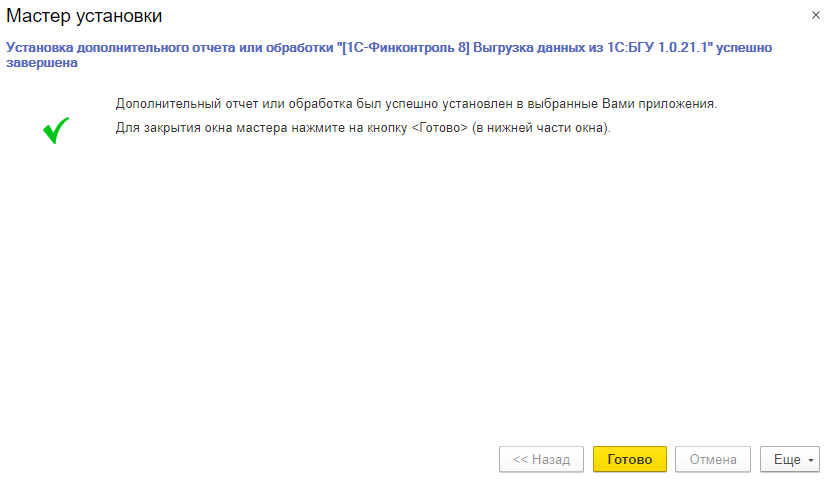 Мастер установки
×
Установка дополнительного отчета или обработки "[1С-Финконтроль 8] Выгрузка данных из 1С:БГУ 1.0.21.1" успешно
завершена
Дополнительный отчет или обработка был успешно установлен в выбранные Вами приложения.
Для закрытия окна мастера нажмите на кнопку <Готово> (в нижней части окна).
<< Назад Готово Отмена Еще